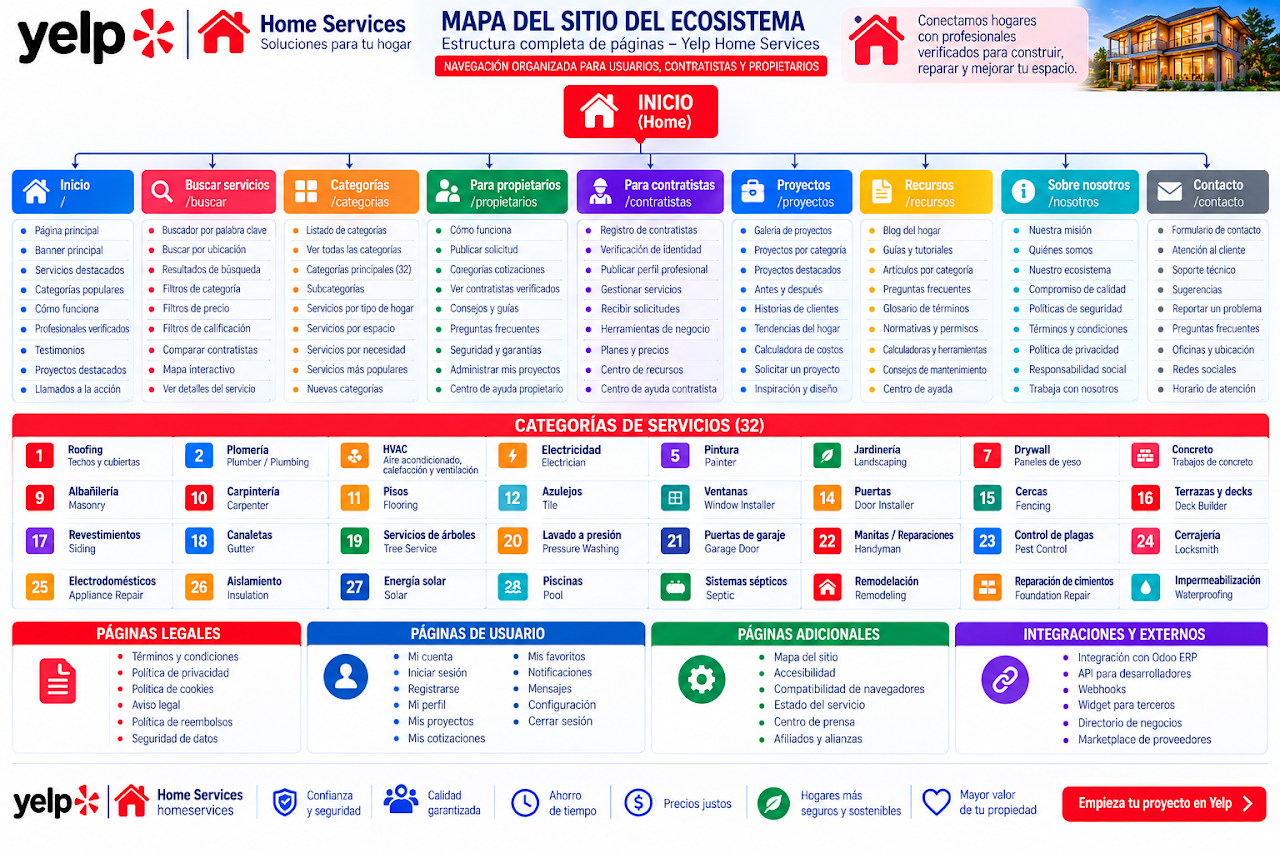 yelp
Home Services
Soluciones para tu hogar
MAPA DEL SITIO DEL ECOSISTEMA
Estructura completa de páginas – Yelp Home Services
NAVEGACIÓN ORGANIZADA PARA USUARIOS, CONTRATISTAS Y PROPIETARIOS
Conectamos hogares
con profesionales
verificados para construir,
reparar y mejorar tu espacio.
INICIO
(Home)
Inicio
/
Página principal
Banner principal
Servicios destacados
Categorías populares
Cómo funciona
Profesionales verificados
Testimonios
Proyectos destacados
Llamados a la acción
Buscar servicios
/buscar
Buscador por palabra clave
Buscar por ubicación
Resultados de búsqueda
Filtros de categoría
Filtros de precio
Filtros de calificación
Comparar contratistas
Mapa interactivo
Ver detalles del servicio
Categorías
/categorias
Listado de categorías
Ver todas las categorías
Categorías principales (32)
Subcategorías
Servicios por tipo de hogar
Servicios por espacio
Servicios por necesidad
Servicios más populares
Nuevas categorías
Para propietarios
/propietarios
Cómo funciona
Publicar solicitud
Coregorías cotizaciones
Ver contratistas verificados
Consejos y guías
Preguntas frecuentes
Seguridad y garantías
Administrar mis proyectos
Centro de ayuda propietario
Para contratistas
/contratistas
Registro de contratistas
Verificación de identidad
Publicar perfil profesional
Gestionar servicios
Recibir solicitudes
Herramientas de negocio
Planes y precios
Centro de recursos
Centro de ayuda contratista
Proyectos
/proyectos
Galería de proyectos
Proyectos por categoría
Proyectos destacados
Antes y después
Historias de clientes
Tendencias del hogar
Calculadora de costos
Solicitar un proyecto
Inspiración y diseño
Recursos
/recursos
Blog del hogar
Guías y tutoriales
Artículos por categoría
Preguntas frecuentes
Glosario de términos
Normativas y permisos
Calculadoras y herramientas
Consejos de mantenimiento
Centro de ayuda
Sobre nosotros
/nosotros
Nuestra misión
Quiénes somos
Nuestro ecosistema
Compromiso de calidad
Políticas de seguridad
Términos y condiciones
Política de privacidad
Responsabilidad social
Trabaja con nosotros
Contacto
/contacto
Formulario de contacto
Atención al cliente
Soporte técnico
Sugerencias
Reportar un problema
Preguntas frecuentes
Oficinas y ubicación
Redes sociales
Horario de atención
CATEGORÍAS DE SERVICIOS (32)
1
Roofing
Techos y cubiertas
2
Plomería
Plumber / Plumbing
HVAC
Aire acondicionado,
calefacción y ventilación
Electricidad
Electrician
5
Pintura
Painter
Jardinería
Landscaping
7
Drywall
Paneles de yeso
Concreto
Trabajos de concreto
9
Albañilería
Masonry
10
Carpintería
Carpenter
11
Pisos
Flooring
12
Azulejos
Tile
Ventanas
Window Installer
14
Puertas
Door Installer
15
Cercas
Fencing
16
Terrazas y decks
Deck Builder
17
Revestimientos
Siding
18
Canaletas
Gutter
19
Servicios de árboles
Tree Service
20
Lavado a presión
Pressure Washing
21
Puertas de garaje
Garage Door
22
Manitas / Reparaciones
Handyman
23
Control de plagas
Pest Control
24
Cerrajería
Locksmith
25
Electrodomésticos
Appliance Repair
26
Aislamiento
Insulation
27
Energía solar
Solar
Piscinas
Pool
Sistemas sépticos
Septic
Remodelación
Remodeling
Reparación de cimientos
Foundation Repair
Impermeabilización
Waterproofing
PÁGINAS LEGALES
Términos y condiciones
Política de privacidad
Política de cookies
Aviso legal
Política de reembolsos
Seguridad de datos
PÁGINAS DE USUARIO
Mi cuenta
Iniciar sesión
Registrarse
Mi perfil
Mis proyectos
Mis cotizaciones
Mis favoritos
Notificaciones
Mensajes
Configuración
Cerrar sesión
PÁGINAS ADICIONALES
Mapa del sitio
Accesibilidad
Compatibilidad de navegadores
Estado del servicio
Centro de prensa
Afiliados y alianzas
INTEGRACIONES Y EXTERNOS
Integración con Odoo ERP
API para desarrolladores
Webhooks
Widget para terceros
Directorio de negocios
Marketplace de proveedores
yelp
Home Services
homeservices
Confianza
y seguridad
Calidad
garantizada
Ahorro
de tiempo
Precios justos
Hogares más
seguros y sostenibles
Mayor valor
de tu propiedad
Empieza tu proyecto en Yelp